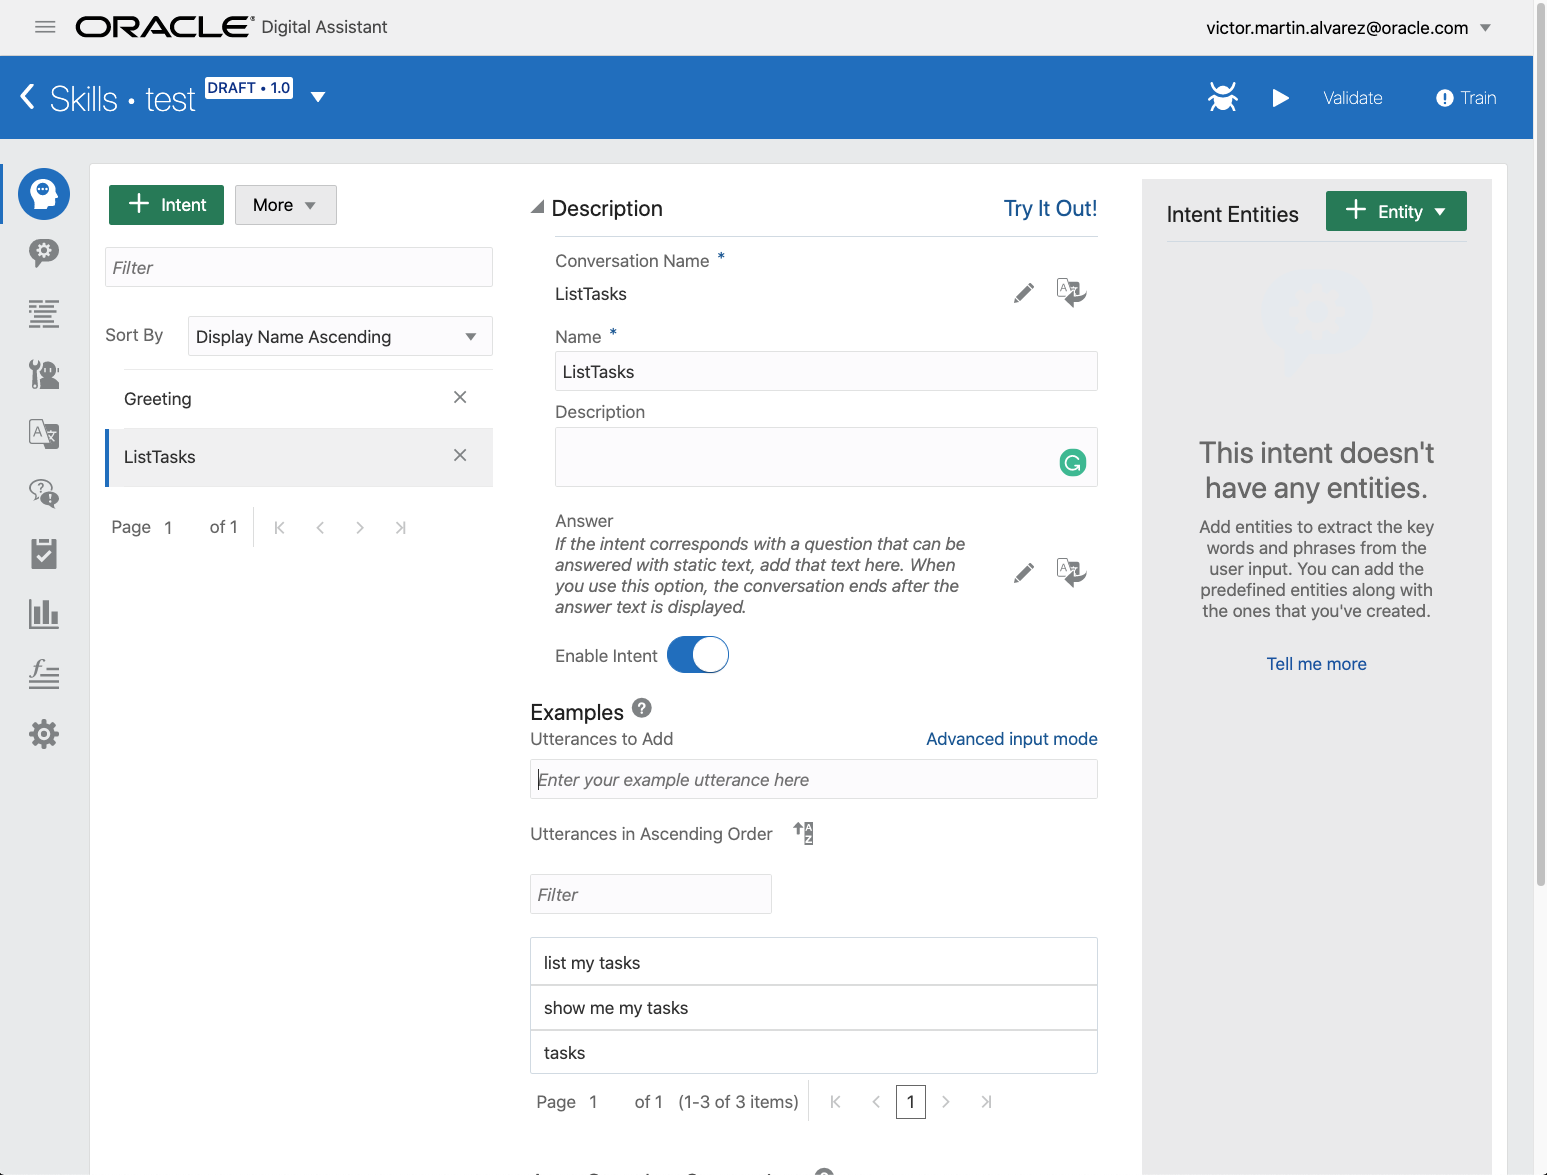 ORACLE Digital Assistant
victor.martin.alvarez@oracle.com
Skills • test DRAFT • 1.0
Validate
Train
Intent
More
Filter
Sort By
Display Name Ascending
Greeting
ListTasks
Page 1 of 1
Description
Try It Out!
Conversation Name *
ListTasks
Name *
ListTasks
Description
Answer
If the intent corresponds with a question that can be
answered with static text, add that text here. When
you use this option, the conversation ends after the
answer text is displayed.
Enable Intent
Examples ?
Utterances to Add
Advanced input mode
Enter your example utterance here
Utterances in Ascending Order
Filter
list my tasks
show me my tasks
tasks
Page 1 of 1 (1-3 of 3 items)
1
Intent Entities
Entity
This intent doesn't
have any entities.
Add entities to extract the key
words and phrases from the
user input. You can add the
predefined entities along with
the ones that you've created.
Tell me more